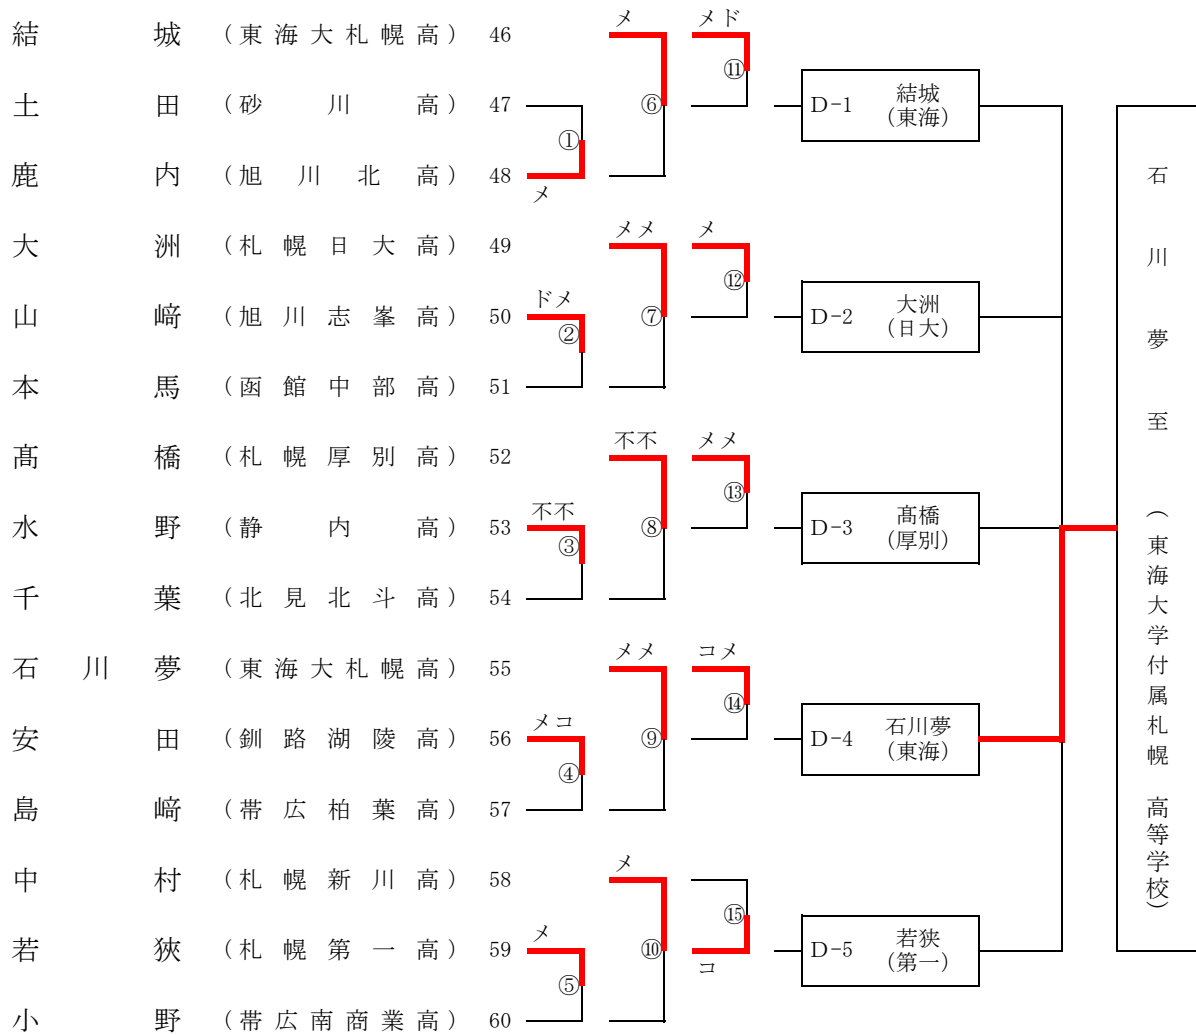 結城 (東海大札幌高) 46
メ
メド
⑪
土田 (砂川高) 47
①
⑥
D-1 結城
(東海)
鹿内 (旭川北高) 48
メ
大洲 (札幌日大高) 49
メメ
メ
⑫
山﨑 (旭川志峯高) 50
ドメ
②
⑦
D-2 大洲
(日大)
本馬 (函館中部高) 51
髙橋 (札幌厚別高) 52
不不
メメ
⑬
水野 (静内高) 53
不不
③
⑧
D-3 髙橋
(厚別)
千葉 (北見北斗高) 54
石川夢 (東海大札幌高) 55
メメ
コメ
⑭
安田 (釧路湖陵高) 56
メコ
④
⑨
D-4 石川夢
(東海)
島﨑 (帯広柏葉高) 57
中村 (札幌新川高) 58
メ
⑮
若狹 (札幌第一高) 59
メ
⑤
⑩
コ
D-5 若狹
(第一)
小野 (帯広南商業高) 60
石川夢至 (東海大学付属札幌 高等学校)